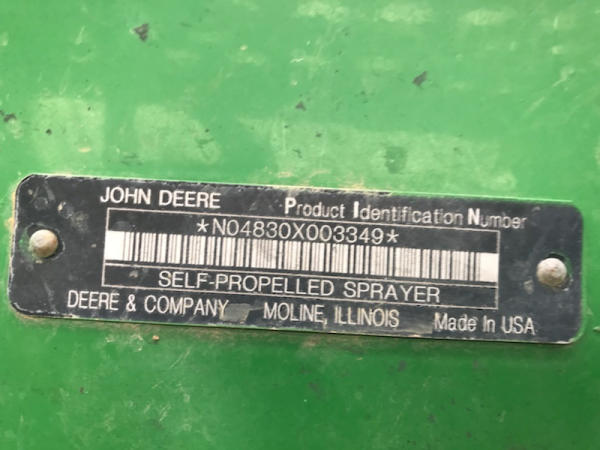 JOHN DEERE Product Identification Number
*N04830X003349*
SELF-PROPELLED SPRAYER
DEERE & COMPANY MOLINE, ILLINOIS Made In USA